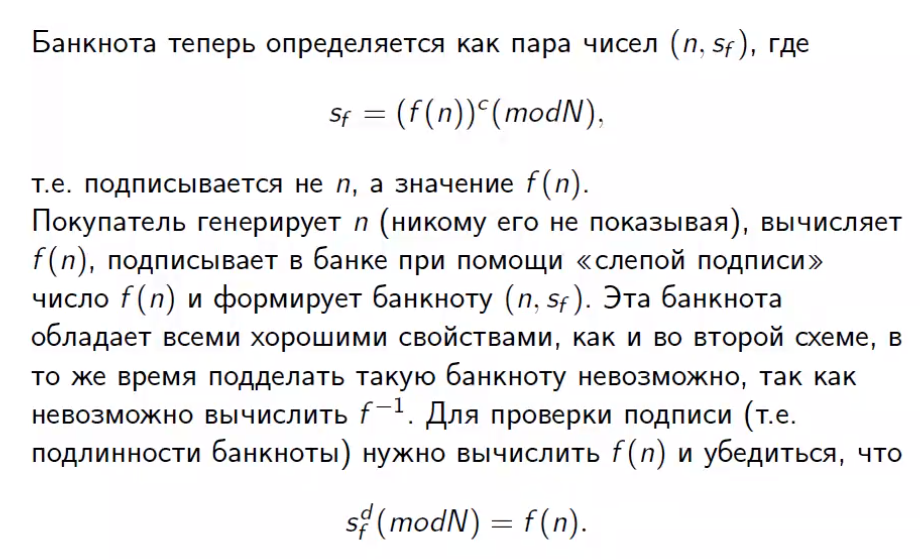 Банкнота теперь определяется как пара чисел (n, s_f), где
s_f = (f(n))^c (modN),
т.е. подписывается не n, а значение f(n).
Покупатель генерирует n (никому его не показывая), вычисляет
f(n), подписывает в банке при помощи «слепой подписи»
число f(n) и формирует банкноту (n, s_f). Эта банкнота
обладает всеми хорошими свойствами, как и во второй схеме, в
то же время подделать такую банкноту невозможно, так как
невозможно вычислить f^{-1}. Для проверки подписи (т.е.
подлинности банкноты) нужно вычислить f(n) и убедиться, что
s_f^d (modN) = f(n).